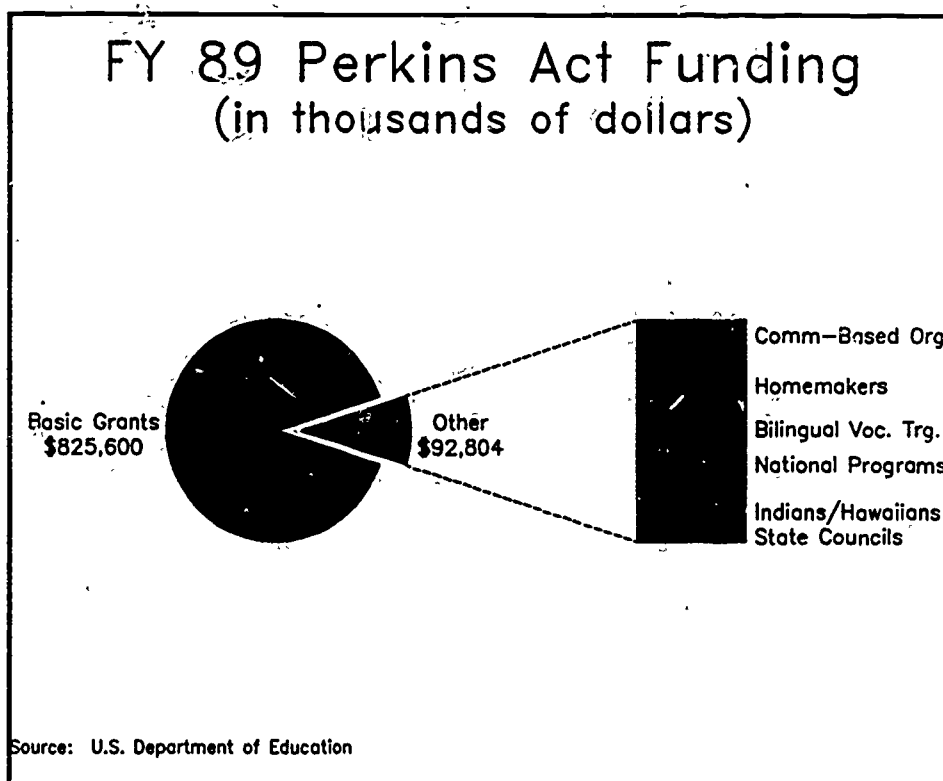 FY 89 Perkins Act Funding
(in thousands of dollars)
Comm-Based Org
Homemakers
Basic Grants
$825,600
Other
$92,804
Bilingual Voc. Trg.
National Programs
Indians/Hawaiians
State Councils
Source: U.S. Department of Education